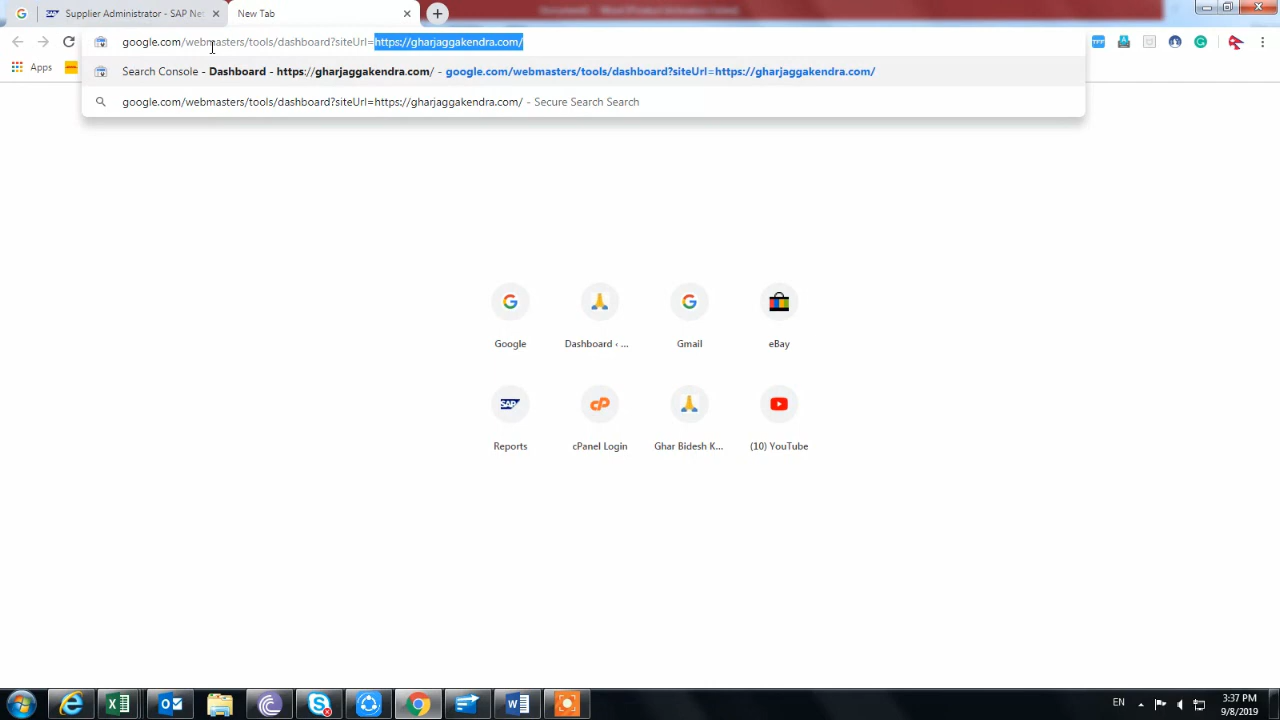 Supplier Administrator - SAP Net
New Tab
google.com/webmasters/tools/dashboard?siteUrl=https://gharjaggakendra.com/
Apps
Search Console - Dashboard - https://gharjaggakendra.com/ - google.com/webmasters/tools/dashboard?siteUrl=https://gharjaggakendra.com/
google.com/webmasters/tools/dashboard?siteUrl=https://gharjaggakendra.com/ - Secure Search Search
Google
Dashboard ‹ ...
Gmail
eBay
SAP
Reports
cPanel Login
Ghar Bidesh K...
(10) YouTube
EN
3:37 PM
9/8/2019